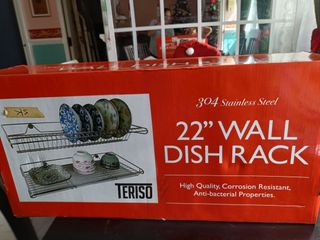 304 Stainless Steel
22" WALL
DISH RACK
High Quality, Corrosion Resistant,
Anti-bacterial Properties.
TERISO